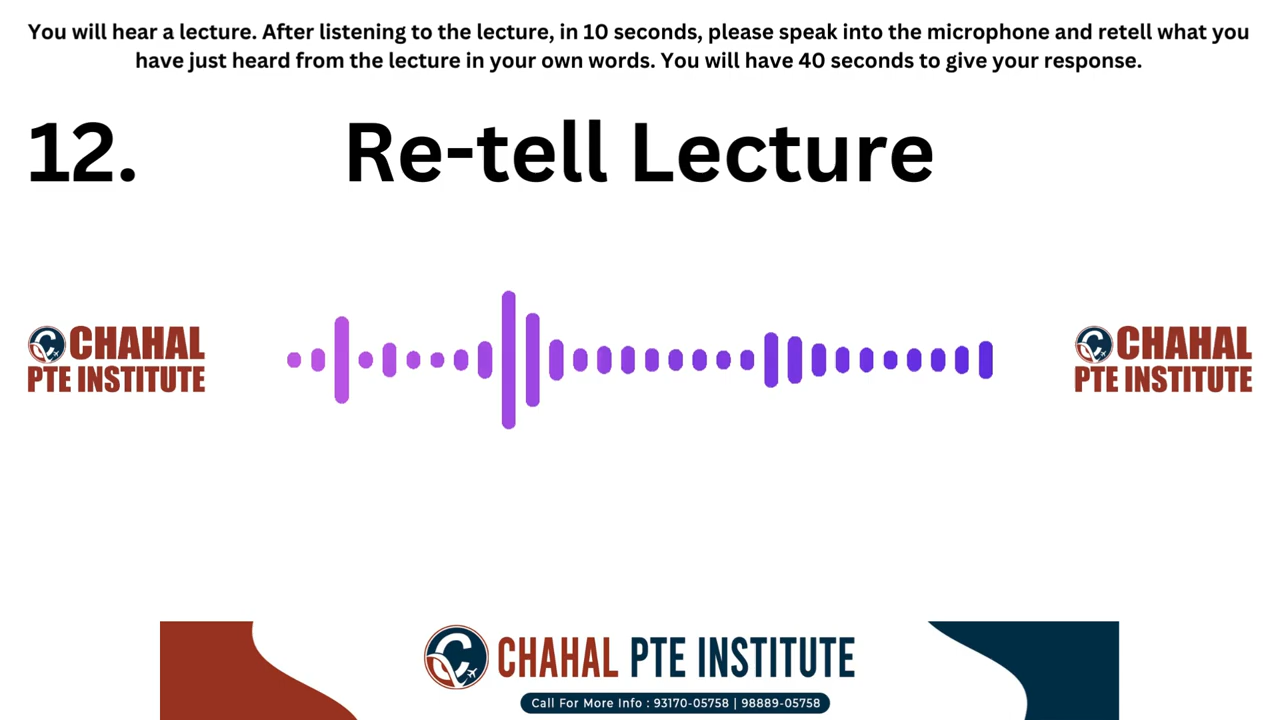 You will hear a lecture. After listening to the lecture, in 10 seconds, please speak into the microphone and retell what you
have just heard from the lecture in your own words. You will have 40 seconds to give your response.
12. Re-tell Lecture
CHAHAL
PTE INSTITUTE
CHAHAL
PTE INSTITUTE
CHAHAL PTE INSTITUTE
Call For More Info : 93170-05758 | 98889-05758